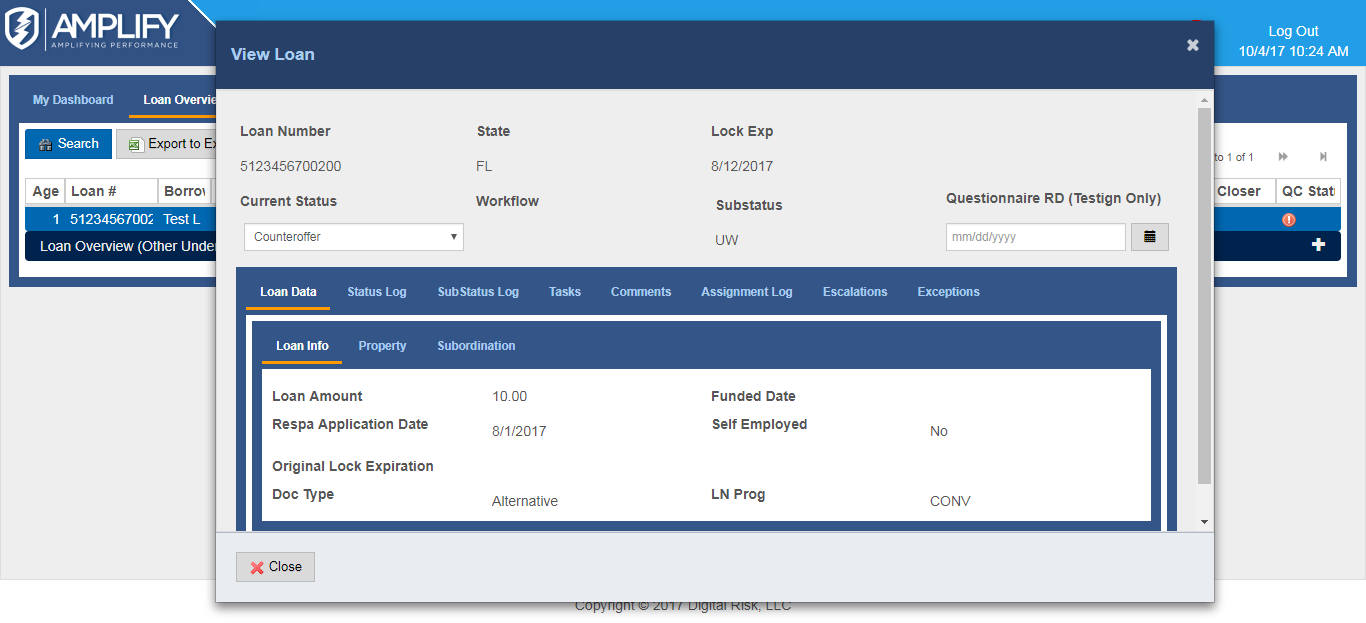 AMPLIFY
AMPLIFYING PERFORMANCE
Log Out
10/4/17 10:24 AM
View Loan
My Dashboard
Loan Overvie
Search
Export to Ex
to 1 of 1
Age
Loan #
Borrow
Closer
QC Stat
1
51234567002
Test L
Loan Overview (Other Unde
Loan Number
State
Lock Exp
5123456700200
FL
8/12/2017
Current Status
Workflow
Substatus
Questionnaire RD (Testign Only)
Counteroffer
UW
mm/dd/yyyy
Loan Data
Status Log
SubStatus Log
Tasks
Comments
Assignment Log
Escalations
Exceptions
Loan Info
Property
Subordination
Loan Amount
10.00
Funded Date
Respa Application Date
8/1/2017
Self Employed
No
Original Lock Expiration
Doc Type
Alternative
LN Prog
CONV
Close
Copyright © 2017 Digital Risk, LLC